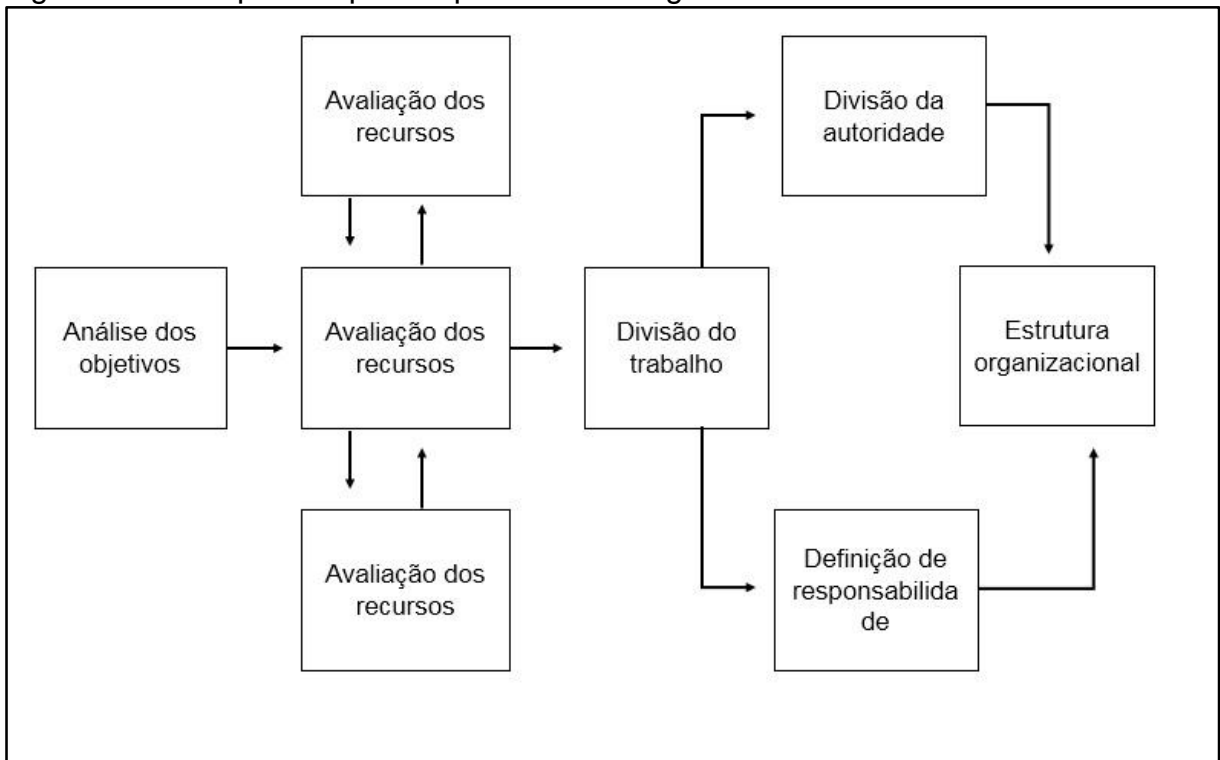 Avaliação dos
recursos
Divisão da
autoridade
Análise dos
objetivos
Avaliação dos
recursos
Divisão do
trabalho
Estrutura
organizacional
Avaliação dos
recursos
Definição de
responsabilida
de